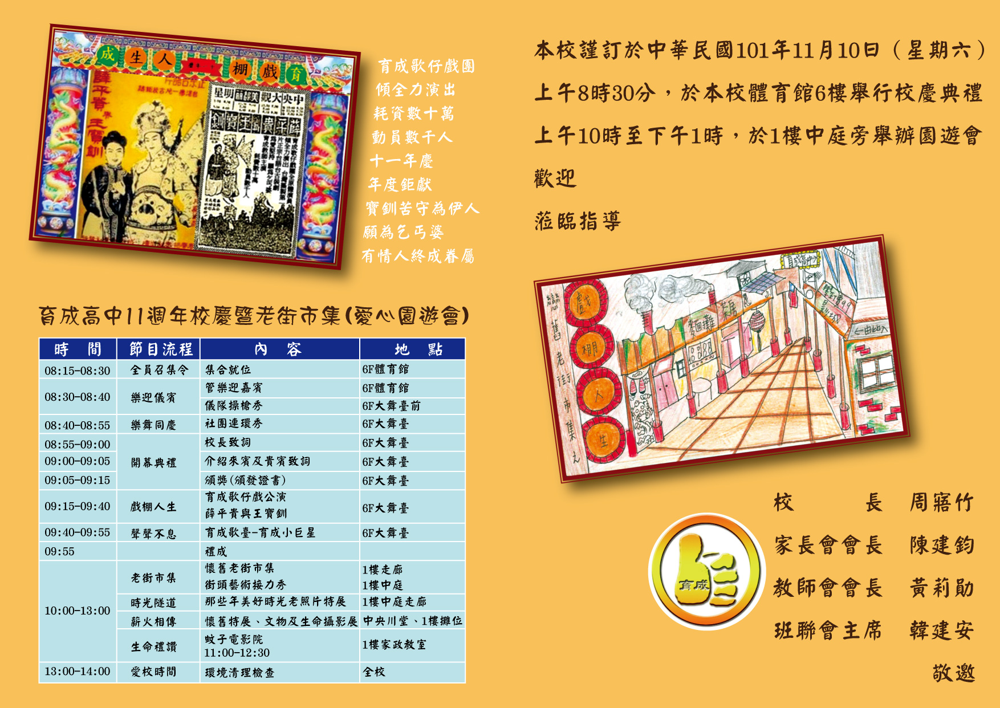 成生人 十一年慶 棚戲育
中央大觀 美都麗 明星
薛平貴與王寶釧
育成歌仔戲團
傾全力演出
耗資數十萬
動員數千人
十一年慶
年度鉅獻
寶釧苦守為伊人
願為乞丐婆
有情人終成眷屬
育成高中11週年校慶暨老街市集(愛心園遊會)
時 間 節目流程 內 容 地 點
08:15-08:30 全員召集令 集合就位 6F體育館
08:30-08:40 樂迎儀賓 管樂迎嘉賓 6F體育館
儀隊操槍秀 6F大舞臺前
08:40-08:55 樂舞同慶 社團連環秀 6F大舞臺
08:55-09:00 開幕典禮 校長致詞 6F大舞臺
09:00-09:05 介紹來賓及貴賓致詞 6F大舞臺
09:05-09:15 頒獎(頒發證書) 6F大舞臺
09:15-09:40 戲棚人生 育成歌仔戲公演
薛平貴與王寶釧 6F大舞臺
09:40-09:55 聲聲不息 育成歌臺-育成小巨星 6F大舞臺
09:55 禮成
10:00-13:00 老街市集 懷舊老街市集 1樓走廊
街頭藝術接力秀 1樓中庭
時光隧道 那些年美好時光老照片特展 1樓中庭走廊
薪火相傳 懷舊特展、文物及生命攝影展 中央川堂、1樓攤位
生命禮讚 蚊子電影院
11:00-12:30 1樓家政教室
13:00-14:00 愛校時間 環境清理檢查 全校
本校謹訂於中華民國101年11月10日（星期六）
上午8時30分，於本校體育館6樓舉行校慶典禮
上午10時至下午1時，於1樓中庭旁舉辦園遊會
歡迎
蒞臨指導
戲棚人生
戀舊老街市集
育成高中
麵攤
茶房
←由此入
育成
校 長 周寤竹
家長會會長 陳建鈞
教師會會長 黃莉勛
班聯會主席 韓建安
敬邀